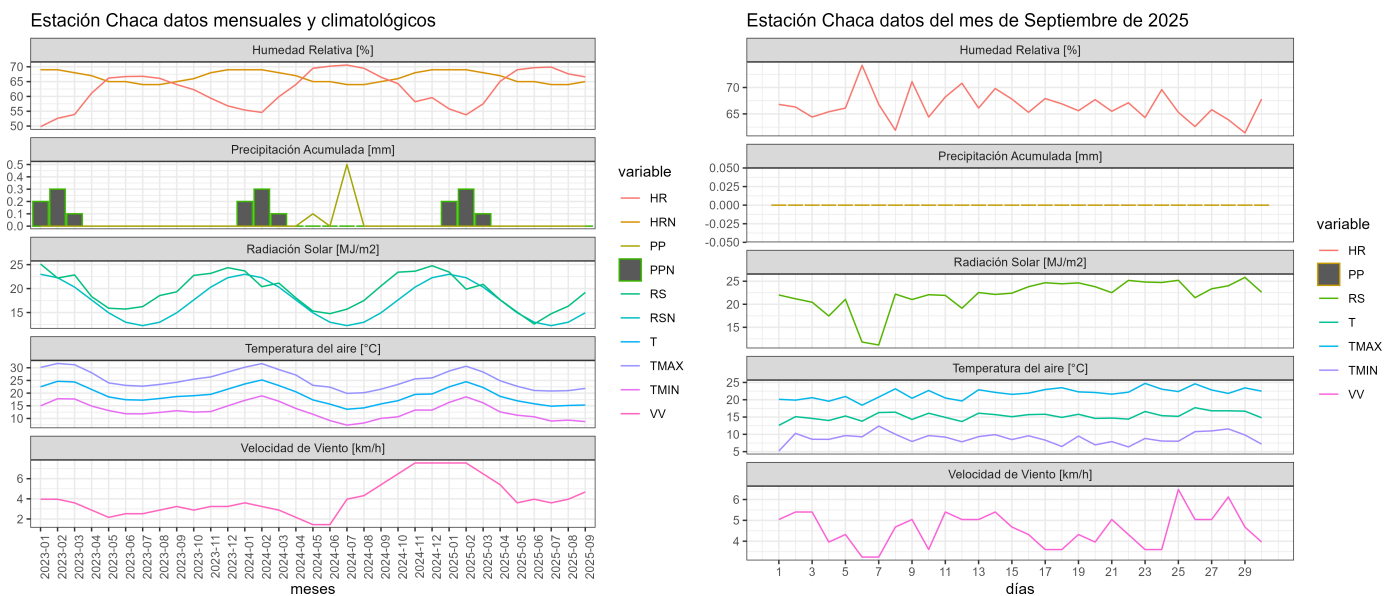 Estación Chaca datos mensuales y climatológicos
Humedad Relativa [%]
70
65
60
55
50
Precipitación Acumulada [mm]
0.5
0.4
0.3
0.2
0.1
0.0
Radiación Solar [MJ/m2]
25
20
15
Temperatura del aire [°C]
30
25
20
15
10
Velocidad de Viento [km/h]
6
4
2
2023-01
2023-02
2023-03
2023-04
2023-05
2023-06
2023-07
2023-08
2023-09
2023-10
2023-11
2023-12
2024-01
2024-02
2024-03
2024-04
2024-05
2024-06
2024-07
2024-08
2024-09
2024-10
2024-11
2024-12
2025-01
2025-02
2025-03
2025-04
2025-05
2025-06
2025-07
2025-08
2025-09
meses
variable
HR
HRN
PP
PPN
RS
RSN
T
TMAX
TMIN
VV
Estación Chaca datos del mes de Septiembre de 2025
Humedad Relativa [%]
70
65
Precipitación Acumulada [mm]
0.050
0.025
0.000
-0.025
-0.050
Radiación Solar [MJ/m2]
25
20
15
Temperatura del aire [°C]
25
20
15
10
5
Velocidad de Viento [km/h]
6
5
4
1 3 5 7 9 11 13 15 17 19 21 23 25 27 29
días
variable
HR
PP
RS
T
TMAX
TMIN
VV